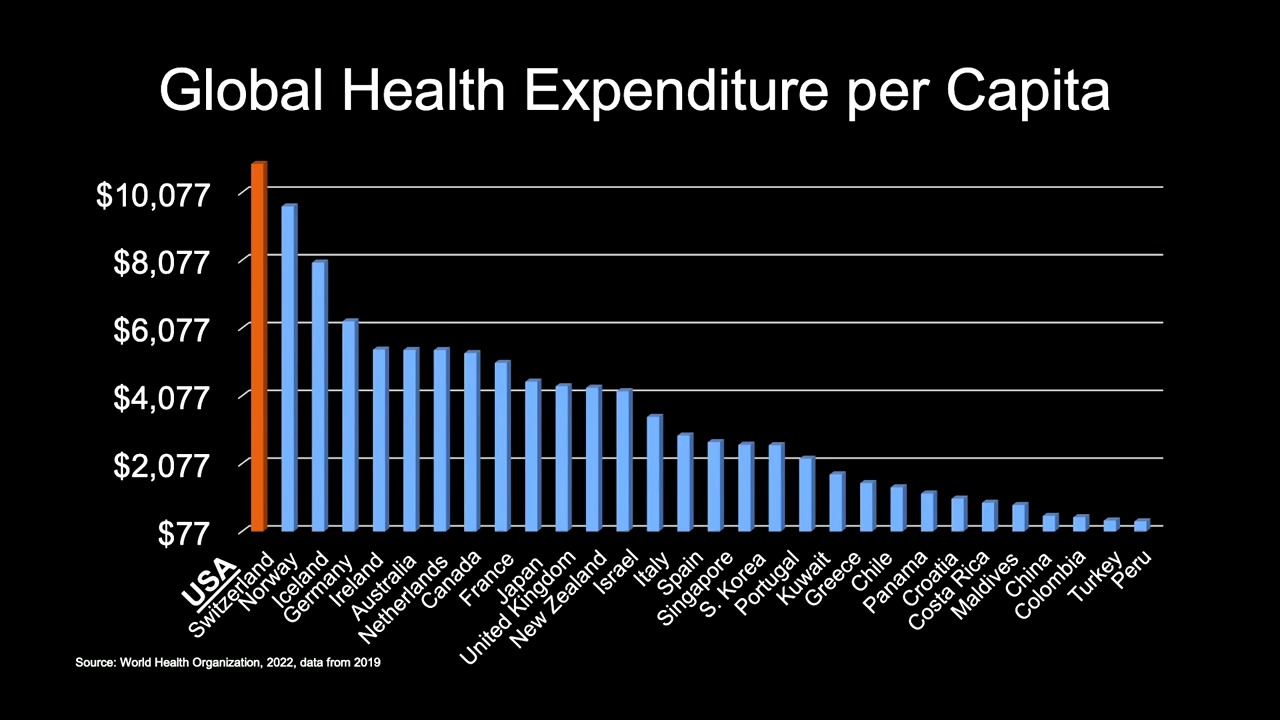 Global Health Expenditure per Capita
$10,077
$8,077
$6,077
$4,077
$2,077
$77
USA
Switzerland
Norway
Iceland
Germany
Ireland
Australia
Netherlands
Canada
France
Japan
United Kingdom
New Zealand
Israel
Italy
Spain
Singapore
S. Korea
Portugal
Kuwait
Greece
Chile
Panama
Croatia
Costa Rica
Maldives
China
Colombia
Turkey
Peru
Source: World Health Organization, 2022, data from 2019